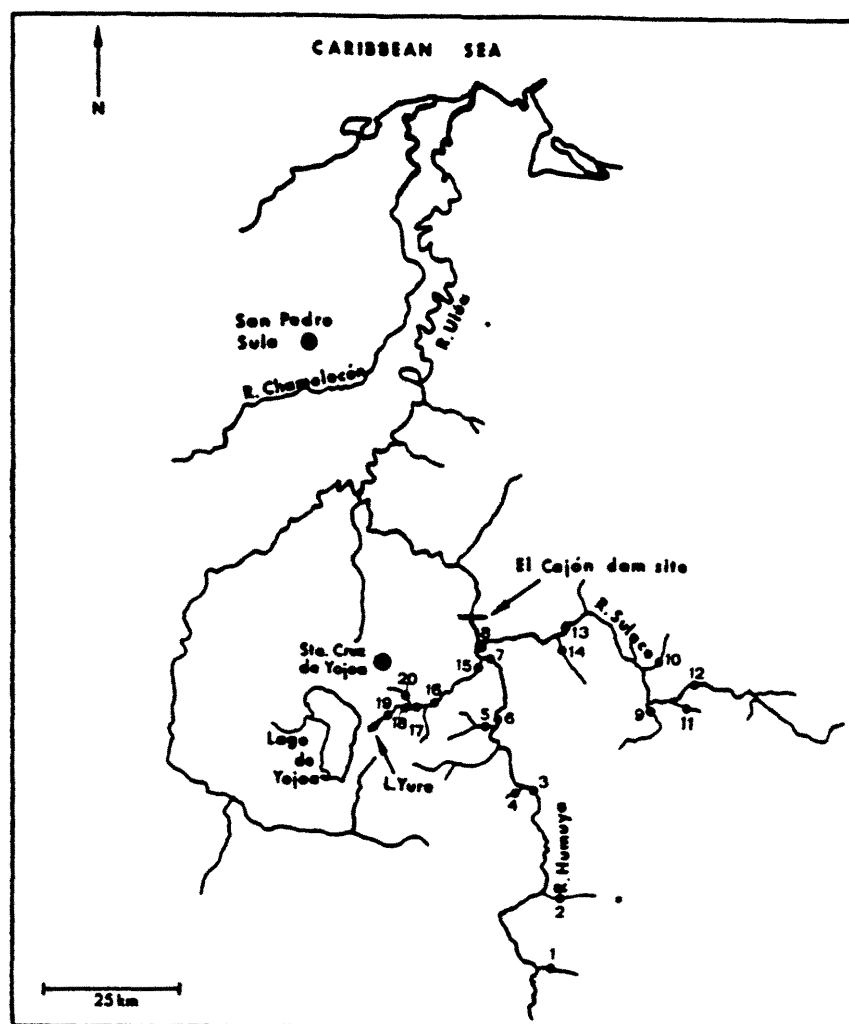 CARIBBEAN SEA
N
San Pedro
Sula
R. Ulúa
R. Chamelecón
El Cajón dam site
R. Sulaco
13
8
14
7
Sta. Cruz
de Yojoa
15
10
20
16
12
19
18
17
5
6
9
11
Lago
de
Yojoa
L.Yure
3
4
R. Humuya
2
1
25 km